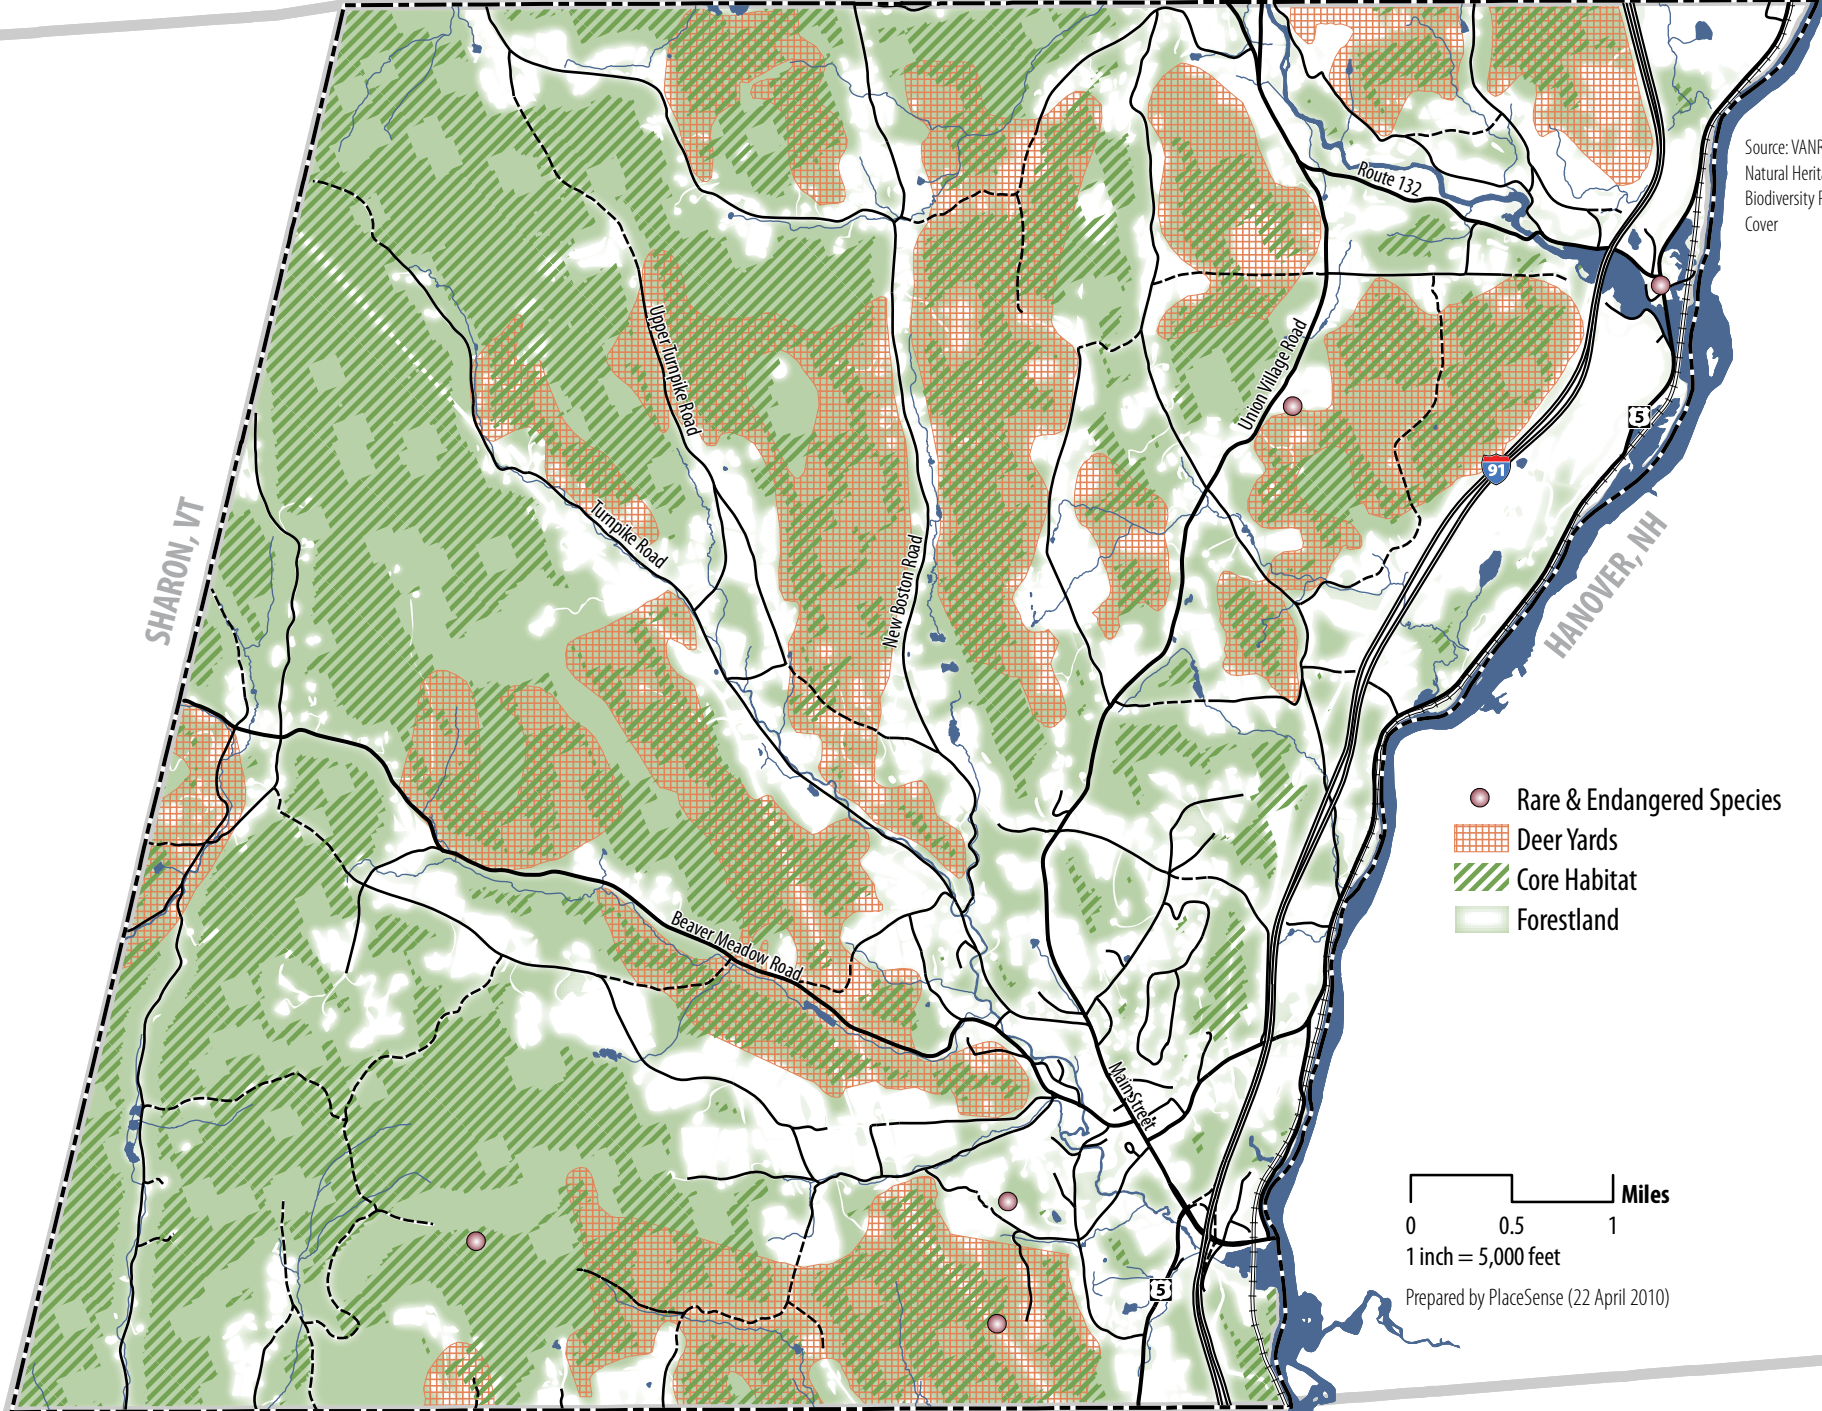 Source: VANR
Natural Herit
Biodiversity
Cover
Route 132
Upper Turnpike Road
Union Village Road
5
91
SHARON, VT
Turnpike Road
New Boston Road
HANOVER, NH
Rare & Endangered Species
Deer Yards
Core Habitat
Forestland
Beaver Meadow Road
Main Street
Miles
0 0.5 1
1 inch = 5,000 feet
5
Prepared by PlaceSense (22 April 2010)